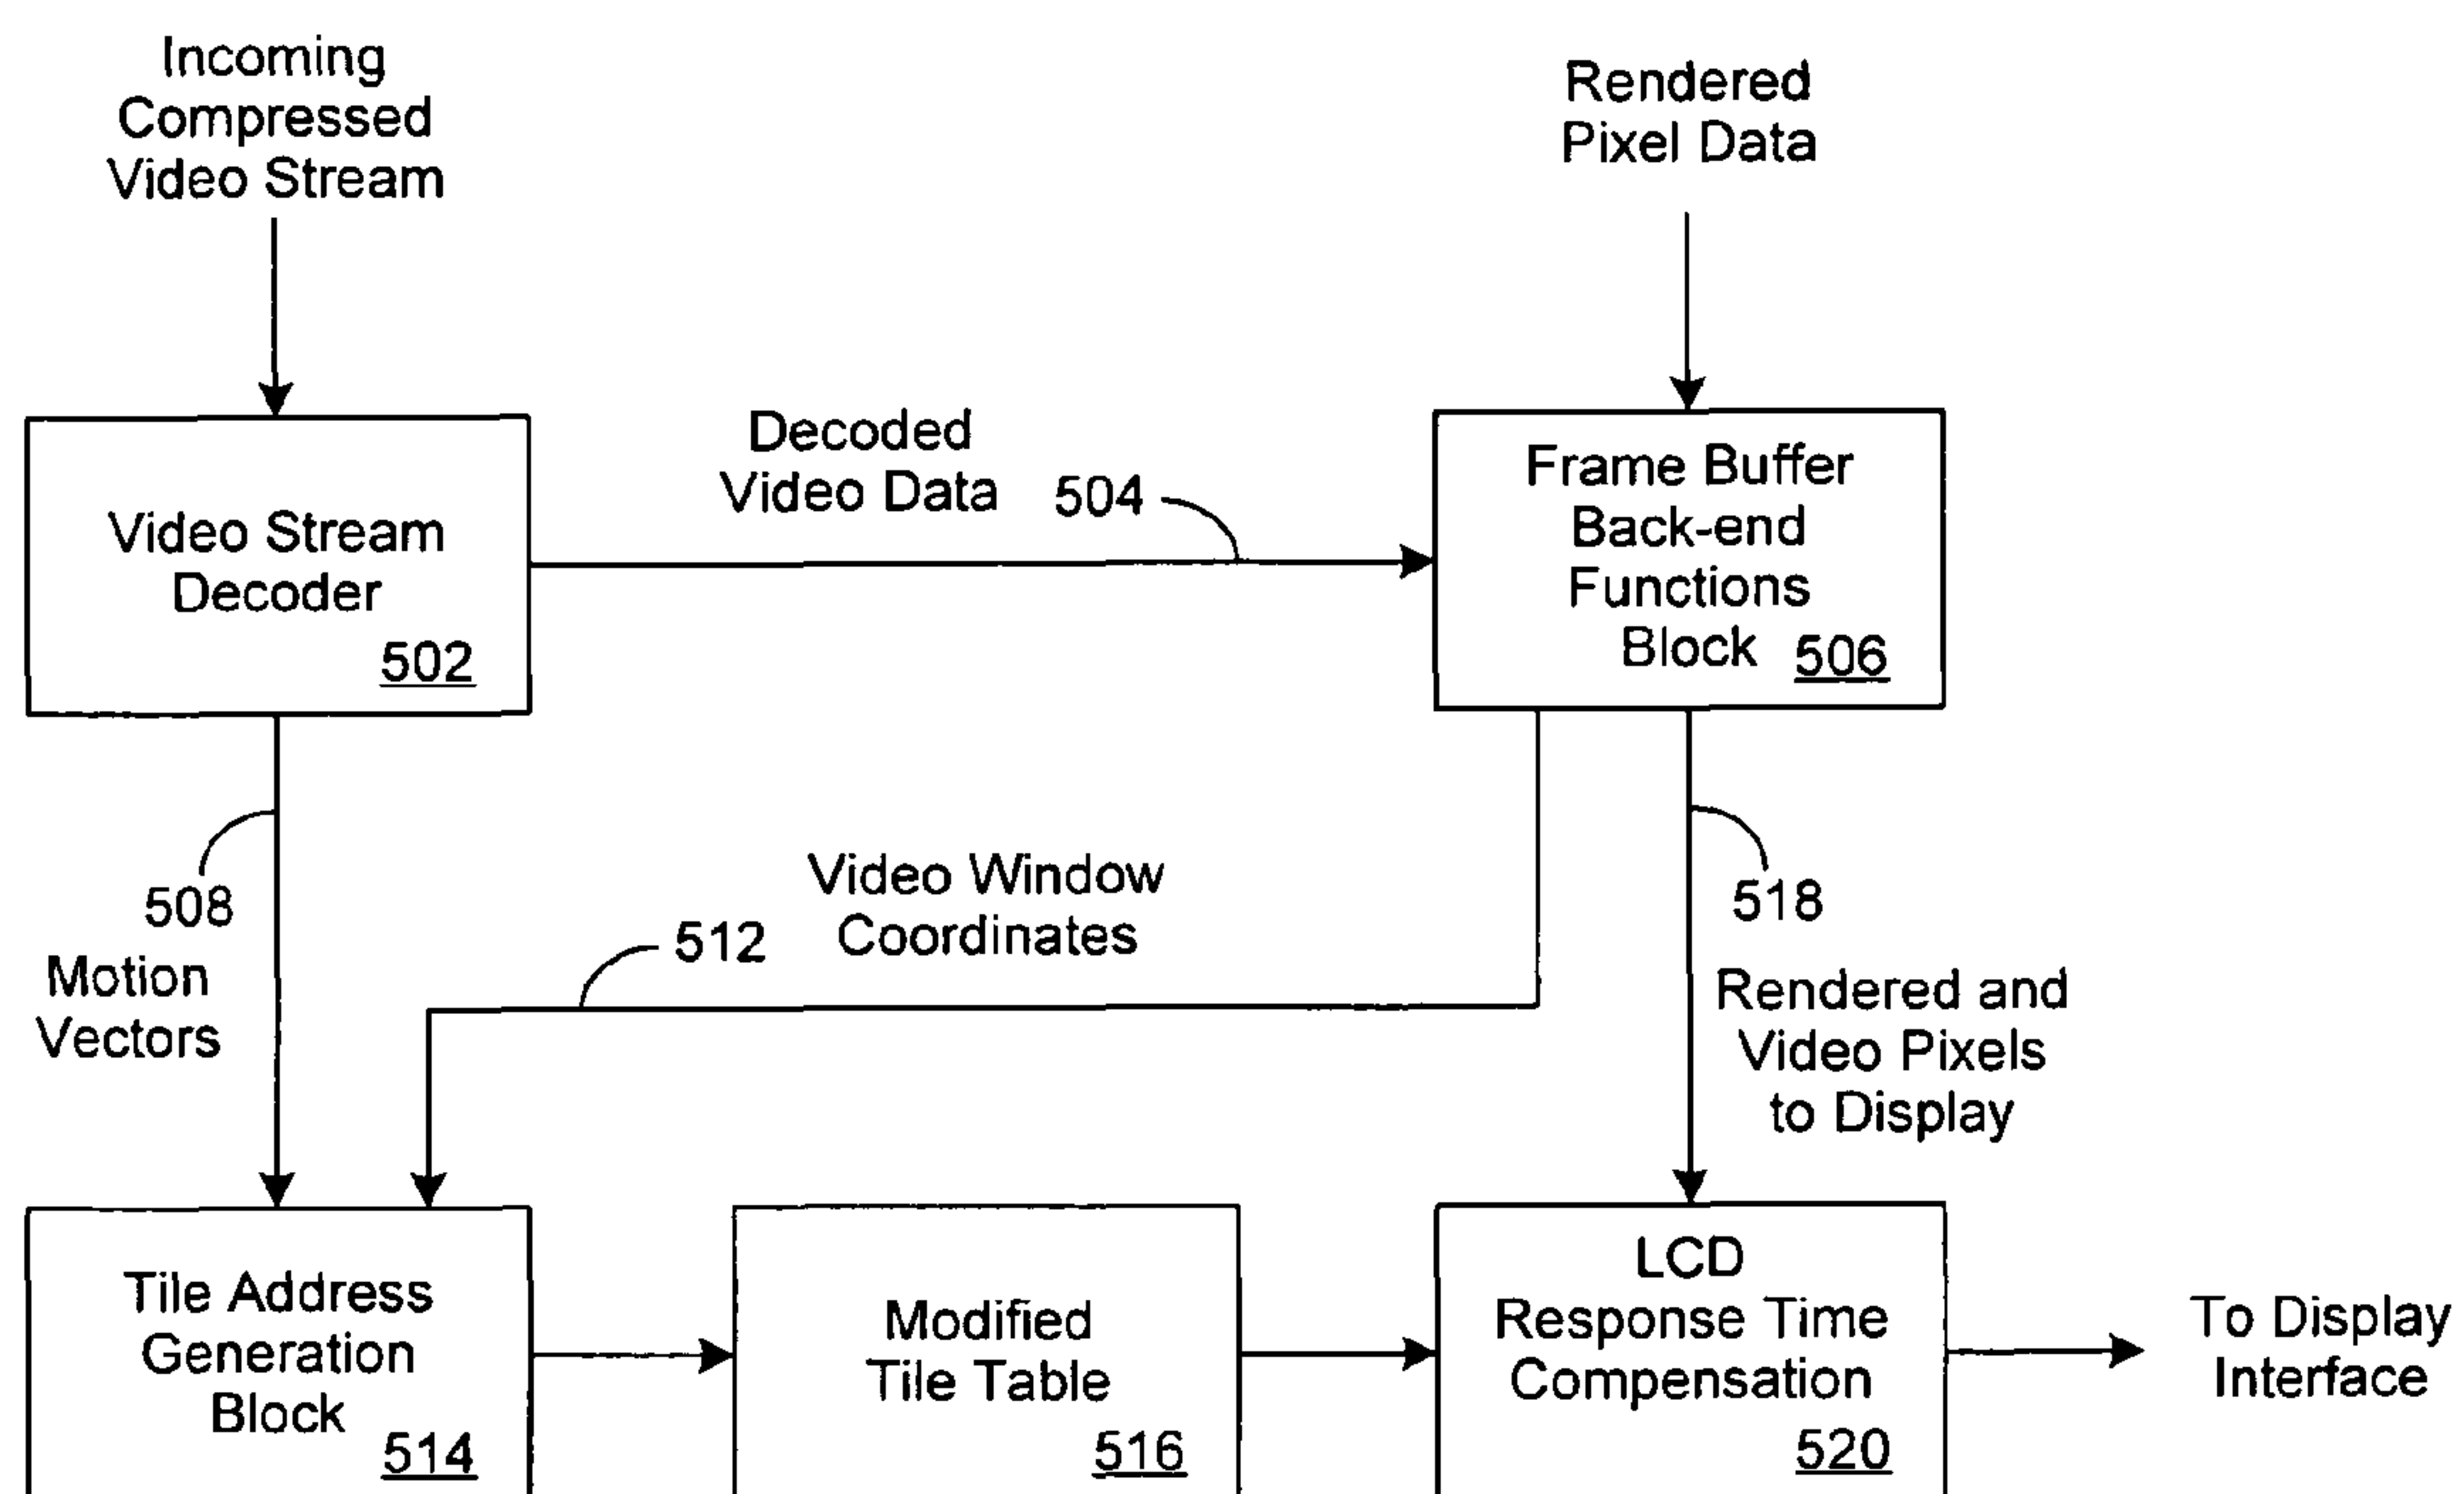 Incoming
Compressed
Video Stream
Rendered
Pixel Data
Video Stream
Decoder
502
Decoded
Video Data
504
Frame Buffer
Back-end
Functions
Block 506
508
Motion
Vectors
512
Video Window
Coordinates
518
Rendered and
Video Pixels
to Display
Tile Address
Generation
Block
514
Modified
Tile Table
516
LCD
Response Time
Compensation
520
To Display
Interface